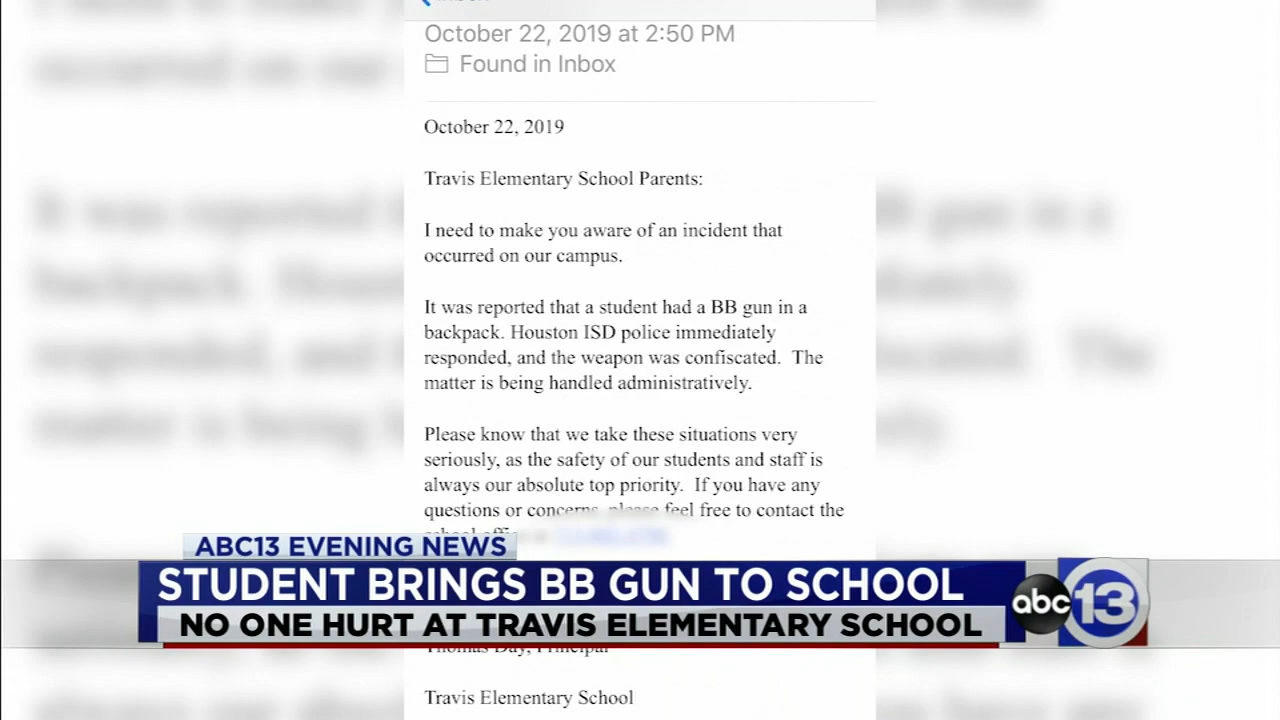 October 22, 2019 at 2:50 PM
Found in Inbox
October 22, 2019
Travis Elementary School Parents:
I need to make you aware of an incident that
occurred on our campus.
It was reported that a student had a BB gun in a
backpack. Houston ISD police immediately
responded, and the weapon was confiscated. The
matter is being handled administratively.
Please know that we take these situations very
seriously, as the safety of our students and staff is
always our absolute top priority. If you have any
questions or concerns, please feel free to contact the
ABC13 EVENING NEWS
STUDENT BRINGS BB GUN TO SCHOOL
NO ONE HURT AT TRAVIS ELEMENTARY SCHOOL
abc 13
Thomas Day, Principal
Travis Elementary School